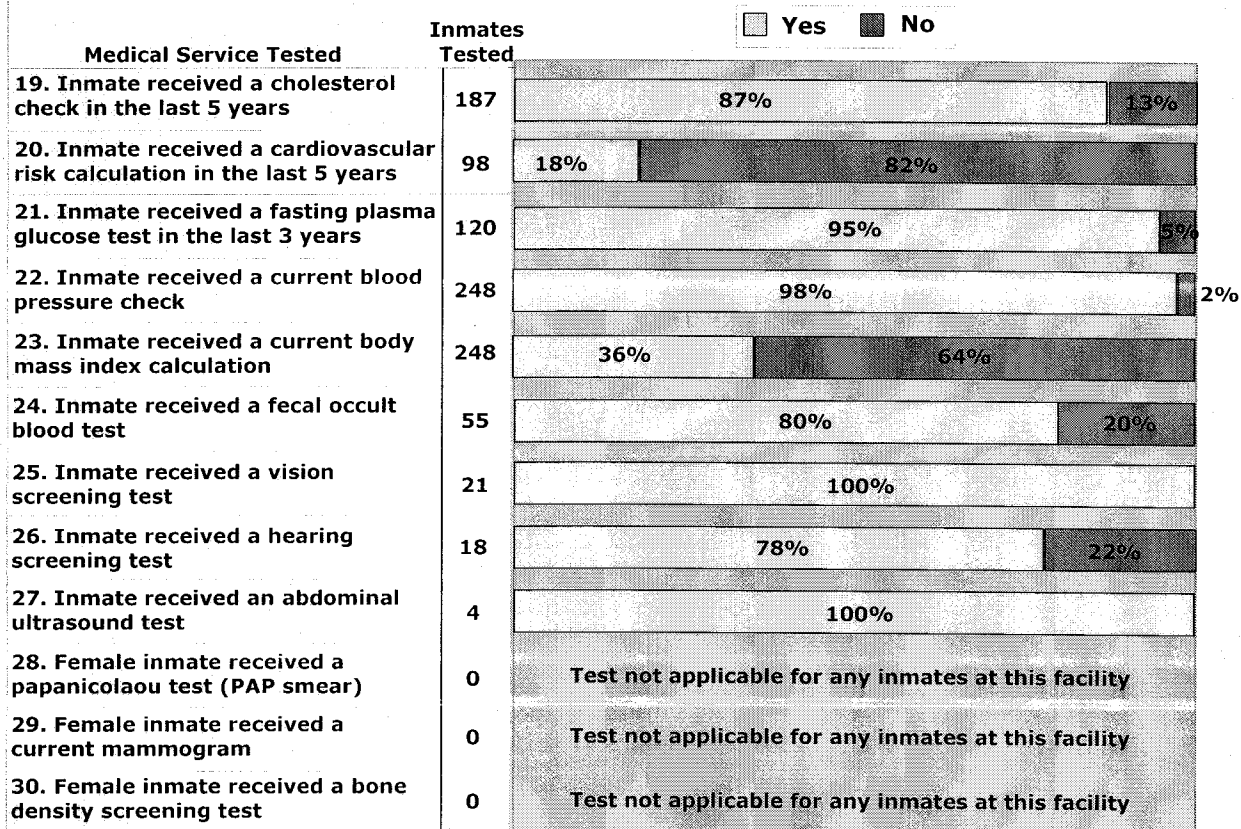 Yes No
Inmates
Medical Service Tested Tested
19. Inmate received a cholesterol
check in the last 5 years
187 87% 13%
20. Inmate received a cardiovascular
risk calculation in the last 5 years
98 18% 82%
21. Inmate received a fasting plasma
glucose test in the last 3 years
120 95% 5%
22. Inmate received a current blood
pressure check
248 98% 2%
23. Inmate received a current body
mass index calculation
248 36% 64%
24. Inmate received a fecal occult
blood test
55 80% 20%
25. Inmate received a vision
screening test
21 100%
26. Inmate received a hearing
screening test
18 78% 22%
27. Inmate received an abdominal
ultrasound test
4 100%
28. Female inmate received a
papanicolaou test (PAP smear)
0 Test not applicable for any inmates at this facility
29. Female inmate received a
current mammogram
0 Test not applicable for any inmates at this facility
30. Female inmate received a bone
density screening test
0 Test not applicable for any inmates at this facility